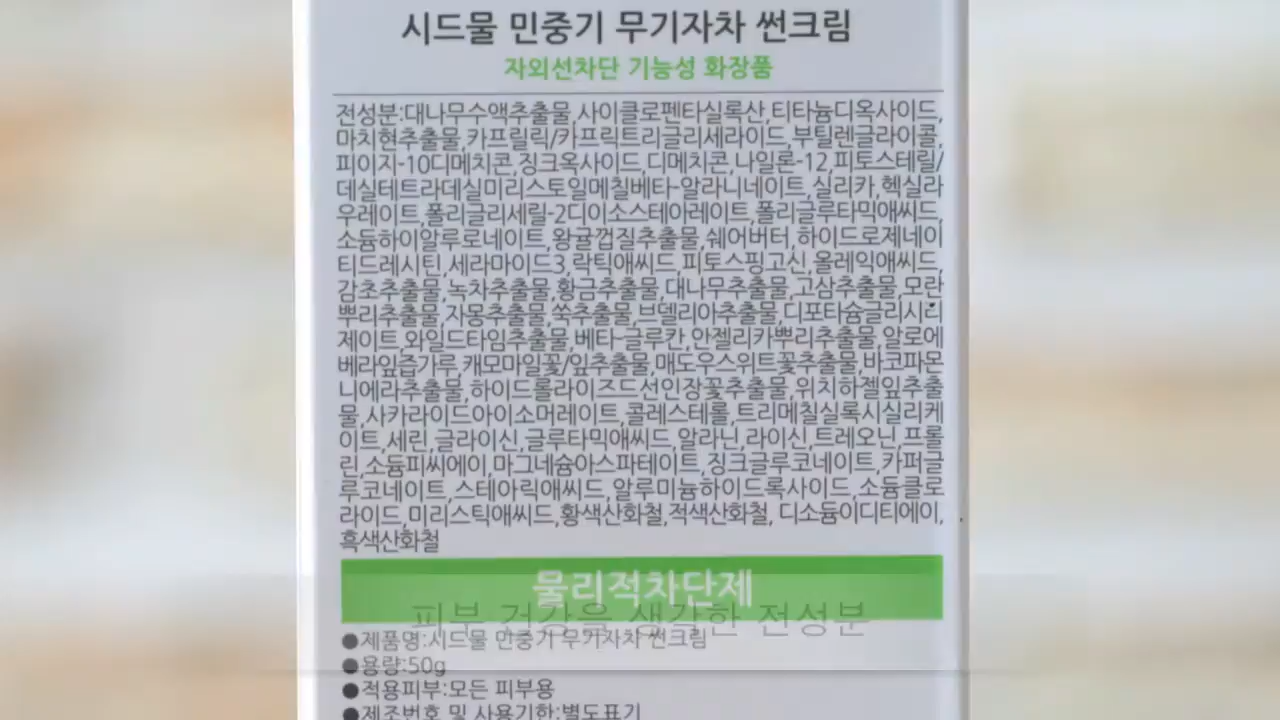 시드물 민중기 무기자차 썬크림
자외선차단 기능성 화장품
전성분:대나무수액추출물,사이클로펜타실록산,티타늄디옥사이드,
마치현추출물,카프릴릭/카프릭트리글리세라이드,부틸렌글라이콜,
피이지-10디메치콘,징크옥사이드,디메치콘,나일론-12,피토스테릴/
데실테트라데실미리스토일메칠베타-알라니네이트,실리카,헥실라
우레이트,폴리글리세릴-2디이소스테아레이트,폴리글루타믹애씨드,
소듐하이알루로네이트,왕귤껍질추출물,쉐어버터,하이드로제네이
티드레시틴,세라마이드3,락틱애씨드,피토스핑고신,올레익애씨드,
감초추출물,녹차추출물,황금추출물,대나무추출물,고삼추출물,모란
뿌리추출물,자몽추출물,쑥추출물,브델리아추출물,디포타슘글리시리
제이트,와일드타임추출물,베타-글루칸,안젤리카뿌리추출물,알로에
베라잎즙가루,캐모마일꽃/잎추출물,매도우스위트꽃추출물,바코파몬
니에라추출물,하이드롤라이즈드선인장꽃추출물,위치하젤잎추출
물,사카라이드아이소머레이트,콜레스테롤,트리메칠실록시실리케
이트,세린,글라이신,글루타믹애씨드,알라닌,라이신,트레오닌,프롤
린,소듐피씨에이,마그네슘아스파테이트,징크글루코네이트,카퍼글
루코네이트,스테아릭애씨드,알루미늄하이드록사이드,소듐클로
라이드,미리스틱애씨드,황색산화철,적색산화철, 디소듐이디티에이,
흑색산화철
물리적차단제
피부 건강을 생각한 전성분
●제품명:시드물 민중기 무기자차 썬크림
●용량:50g
●적용피부:모든 피부용
●제조번호 및 사용기한:별도표기